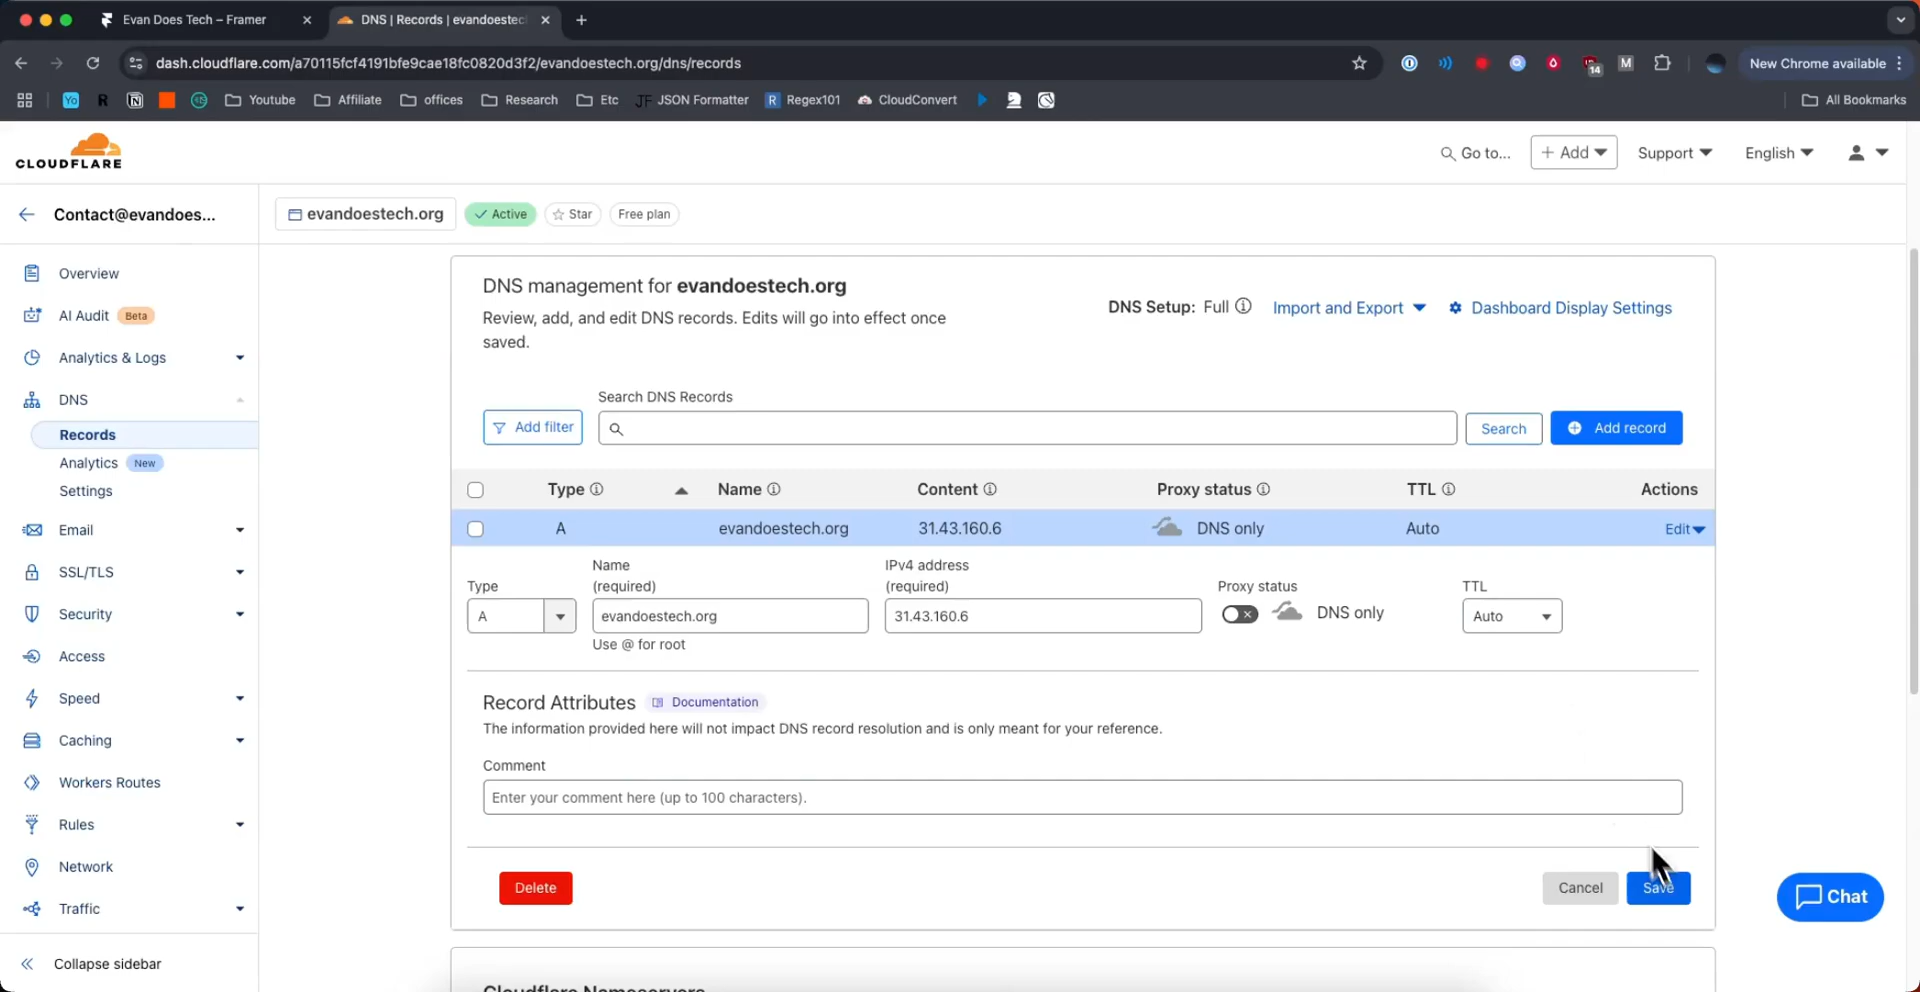 Evan Does Tech – Framer
DNS | Records | evandoestec
dash.cloudflare.com/a70115fcf4191bfe9cae18fc0820d3f2/evandoestech.org/dns/records
14
M
New Chrome available
Yo
R
Youtube
Affiliate
offices
Research
Etc
JF JSON Formatter
R Regex101
CloudConvert
All Bookmarks
CLOUDFLARE
Go to...
+ Add
Support
English
Contact@evandoes...
evandoestech.org
Active
Star
Free plan
Overview
AI Audit Beta
Analytics & Logs
DNS
Records
Analytics New
Settings
Email
SSL/TLS
Security
Access
Speed
Caching
Workers Routes
Rules
Network
Traffic
Collapse sidebar
DNS management for evandoestech.org
Review, add, and edit DNS records. Edits will go into effect once
saved.
DNS Setup: Full
Import and Export
Dashboard Display Settings
Search DNS Records
Add filter
Search
Add record
Type Name Content Proxy status TTL Actions
A evandoestech.org 31.43.160.6 DNS only Auto Edit
Type
A
Name
(required)
evandoestech.org
Use @ for root
IPv4 address
(required)
31.43.160.6
Proxy status
DNS only
TTL
Auto
Record Attributes Documentation
The information provided here will not impact DNS record resolution and is only meant for your reference.
Comment
Enter your comment here (up to 100 characters).
Delete
Cancel
Save
Chat
Cloudflare Nameservers